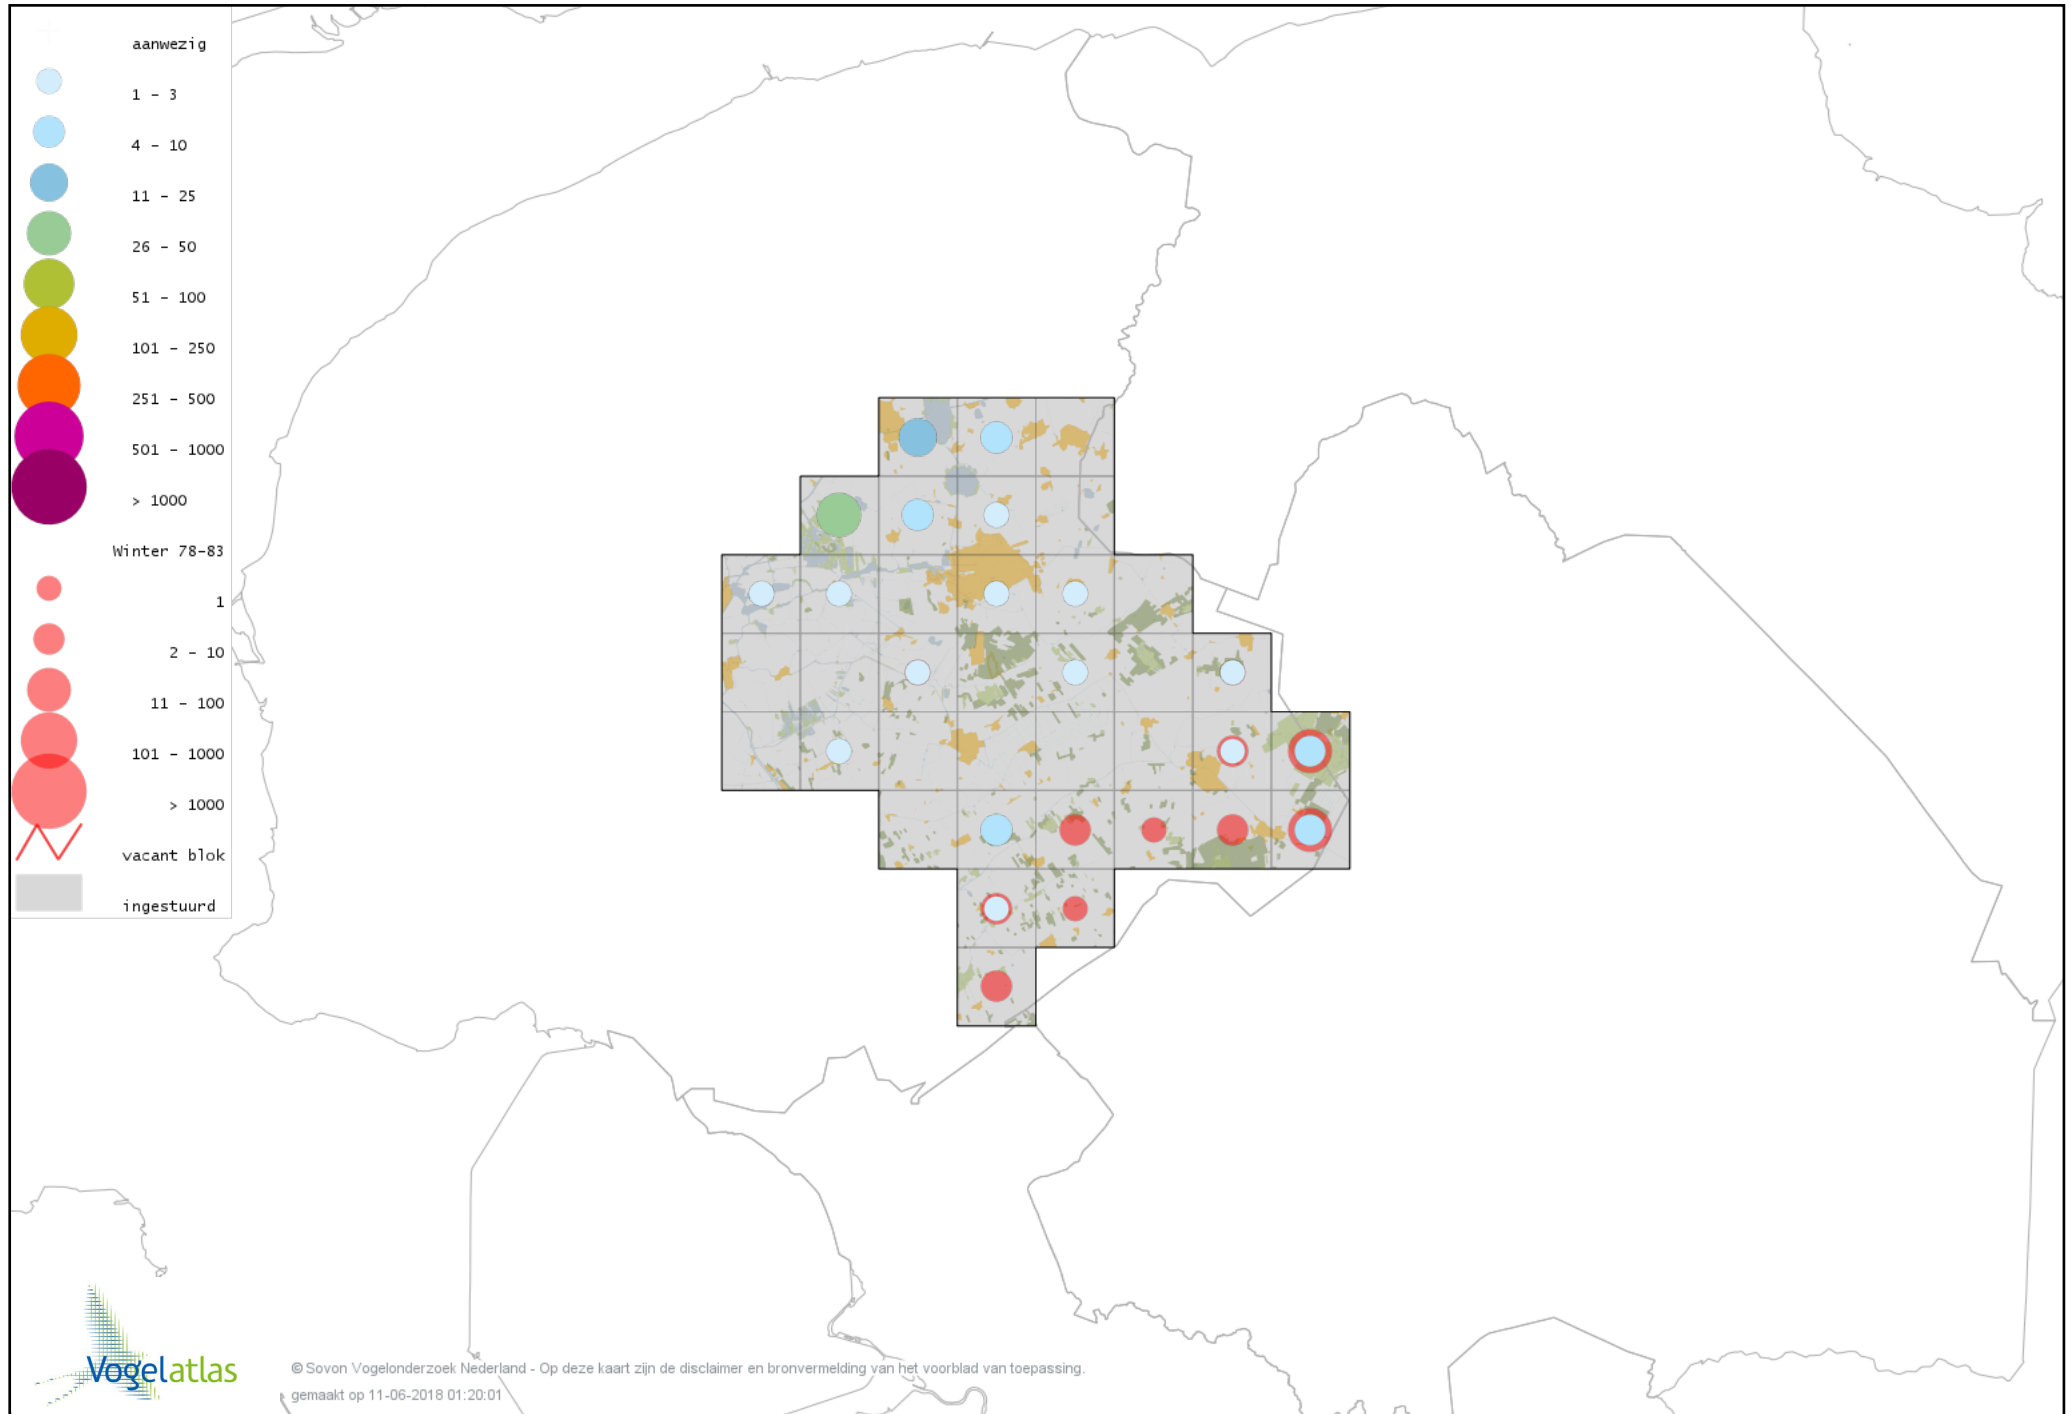 aanwezig
1 - 3
4 - 10
11 - 25
26 - 50
51 - 100
101 - 250
251 - 500
501 - 1000
> 1000
Winter 78-83
1
2 - 10
11 - 100
101 - 1000
> 1000
vacant blok
ingestuurd
Vogelatlas
© Sovon Vogelonderzoek Nederland - Op deze kaart zijn de disclaimer en bronvermelding van het voorblad van toepassing.
gemaakt op 11-06-2018 01:20:01